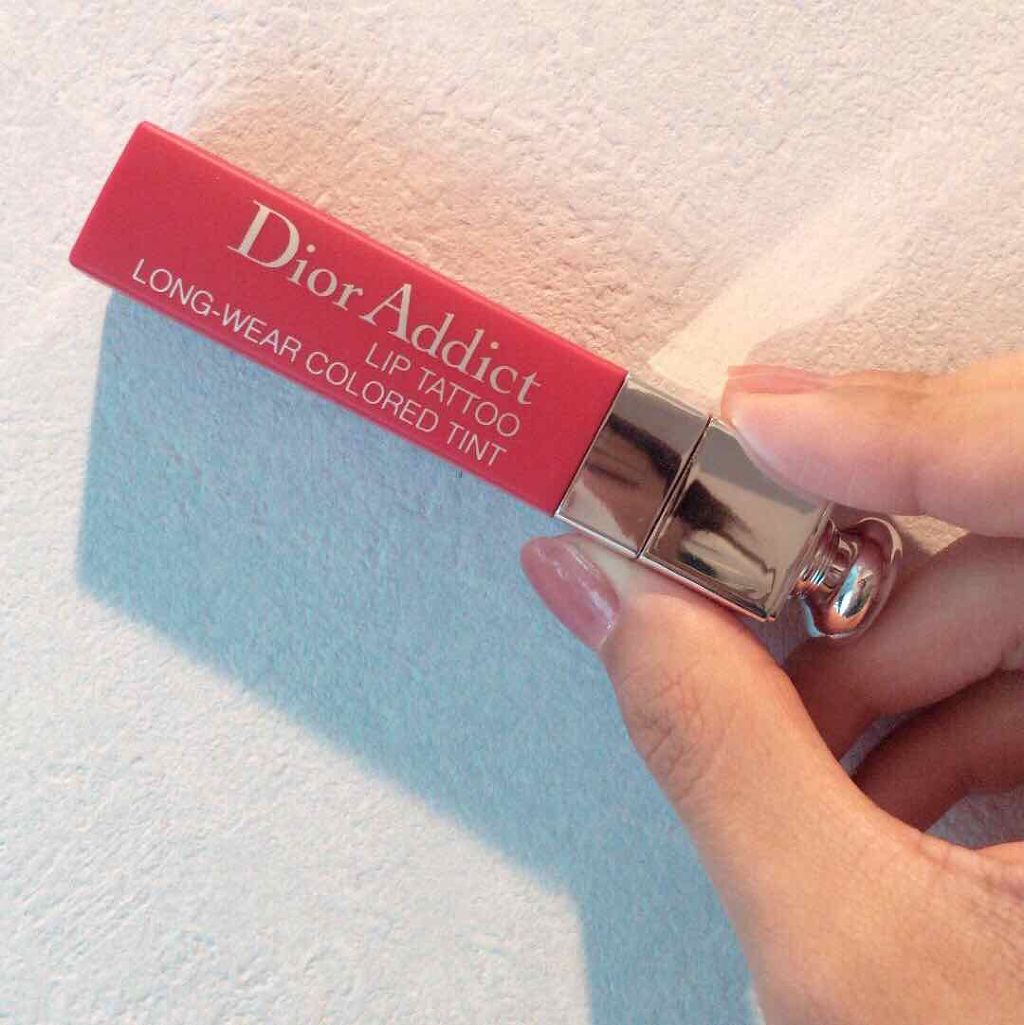 Dior Addict
LIP TATTOO
LONG-WEAR COLORED TINT